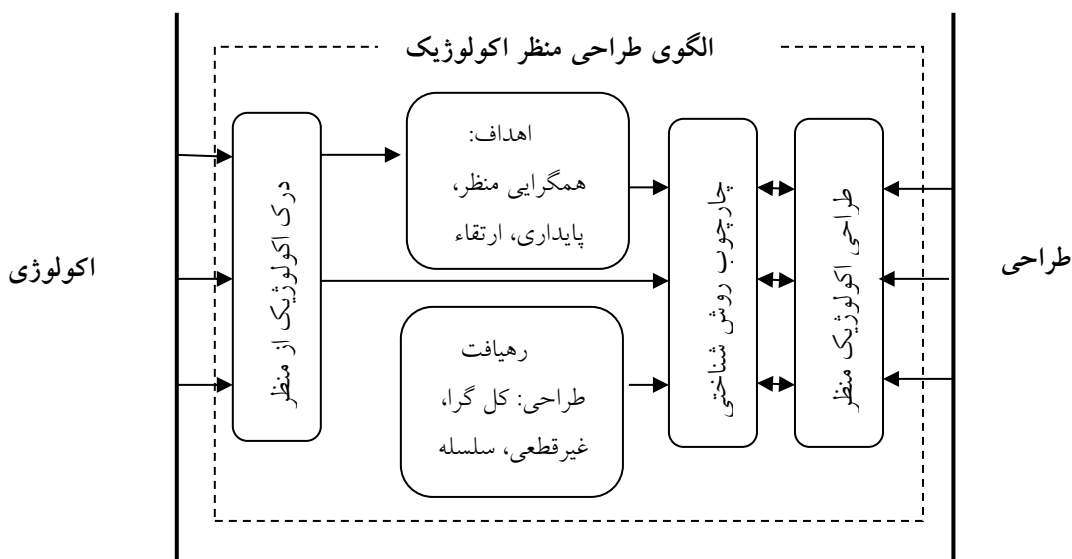 الگوی طراحی منظر اکولوژیک
طراحی
طراحی اکولوژیک منظر
چارچوب روش شناختی
اهداف:
همگرایی منظر،
پایداری، ارتقاء
رهیافت
طراحی: کل گرا،
غیرقطعی، سلسله
درک اکولوژیک از منظر
اکولوژی